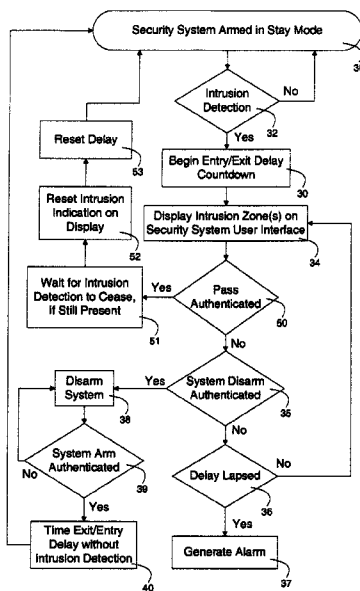 Security System Armed in Stay Mode
Intrusion
Detection
No
32
Yes
Reset Delay
53
Begin Entry/Exit Delay
Countdown
30
Reset Intrusion
Indication on
Display
52
Display Intrusion Zone(s) on
Security System User Interface
34
Wait for Intrusion
Detection to Cease,
If Still Present
51
Yes
Pass
Authenticated
50
No
Disarm
System
38
Yes
System Disarm
Authenticated
35
No
System Arm
Authenticated
39
No
Yes
Delay Lapsed
36
No
Yes
Time Exit/Entry
Delay without
Intrusion Detection
40
Generate Alarm
37